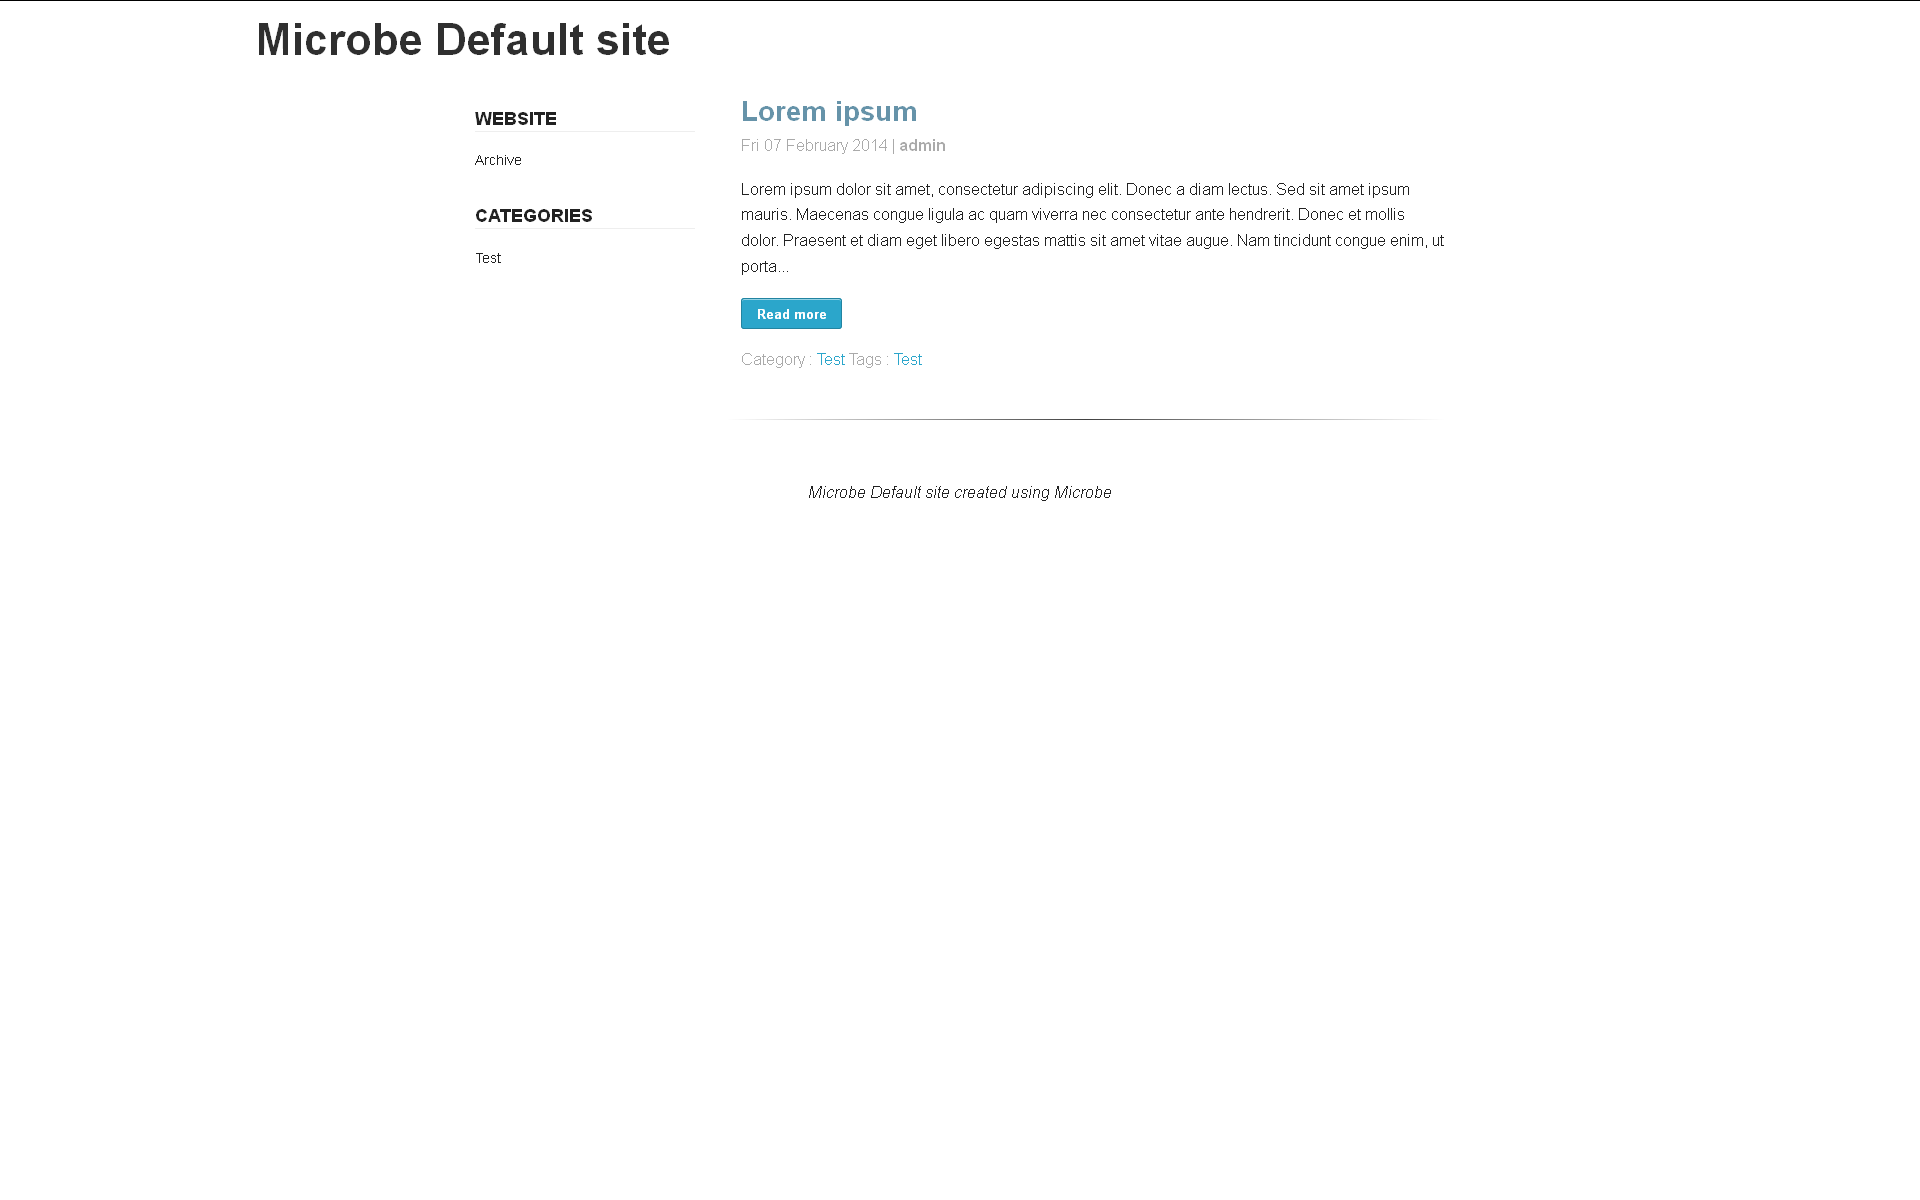 Microbe Default site
WEBSITE
Archive
CATEGORIES
Test
Lorem ipsum
Fri 07 February 2014 | admin
Lorem ipsum dolor sit amet, consectetur adipiscing elit. Donec a diam lectus. Sed sit amet ipsum
mauris. Maecenas congue ligula ac quam viverra nec consectetur ante hendrerit. Donec et mollis
dolor. Praesent et diam eget libero egestas mattis sit amet vitae augue. Nam tincidunt congue enim, ut
porta...
Read more
Category : Test Tags : Test
Microbe Default site created using Microbe